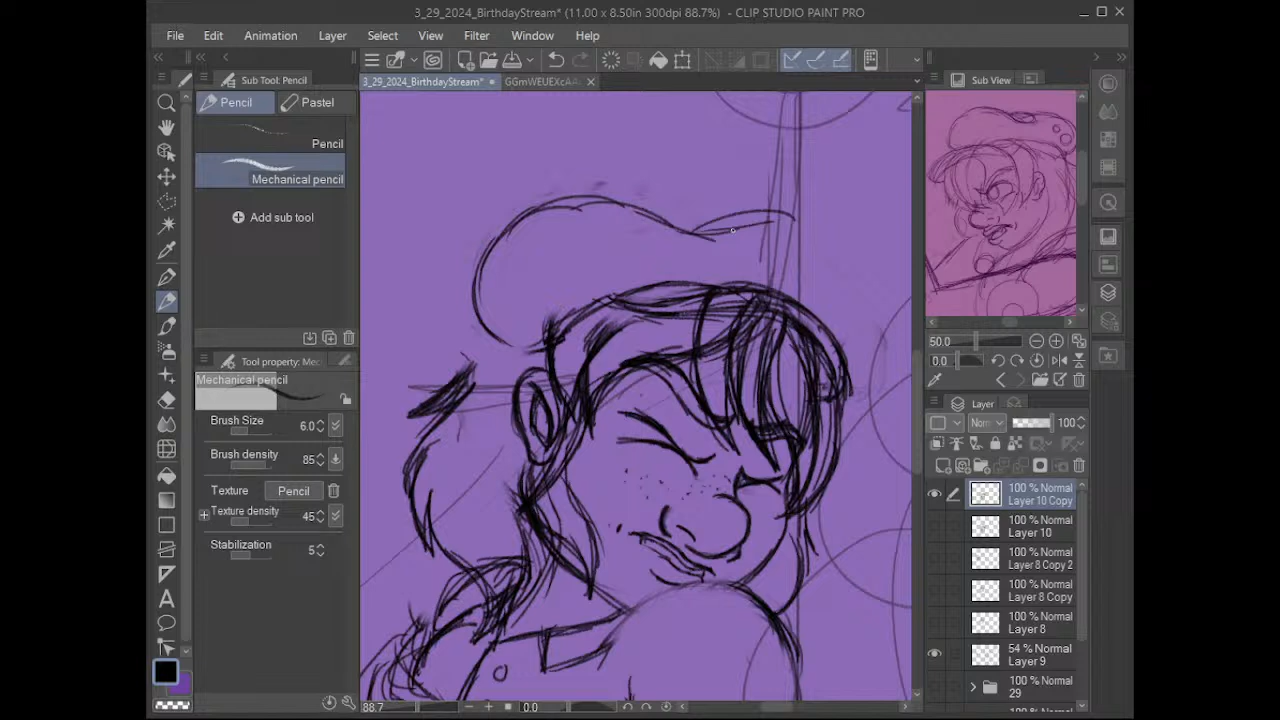 3_29_2024_BirthdayStream* (11.00 x 8.50in 300dpi 88.7%) - CLIP STUDIO PAINT PRO
File Edit Animation Layer Select View Filter Window Help
Sub Tool: Pencil
3_29_2024_BirthdayStream*
Sub View
Pencil Pastel
Pencil
Mechanical pencil
Add sub tool
50.0
0.0
Tool property: Mec
Mechanical pencil
Brush Size 6.0
Brush density 85
Texture Pencil
Texture density 45
Stabilization 5
Layer
Norm 100
100 % Normal
Layer 10 Copy
100 % Normal
Layer 10
100 % Normal
Layer 8 Copy 2
100 % Normal
Layer 8 Copy
100 % Normal
Layer 8
54 % Normal
Layer 9
100 % Normal
29
88.7 0.0